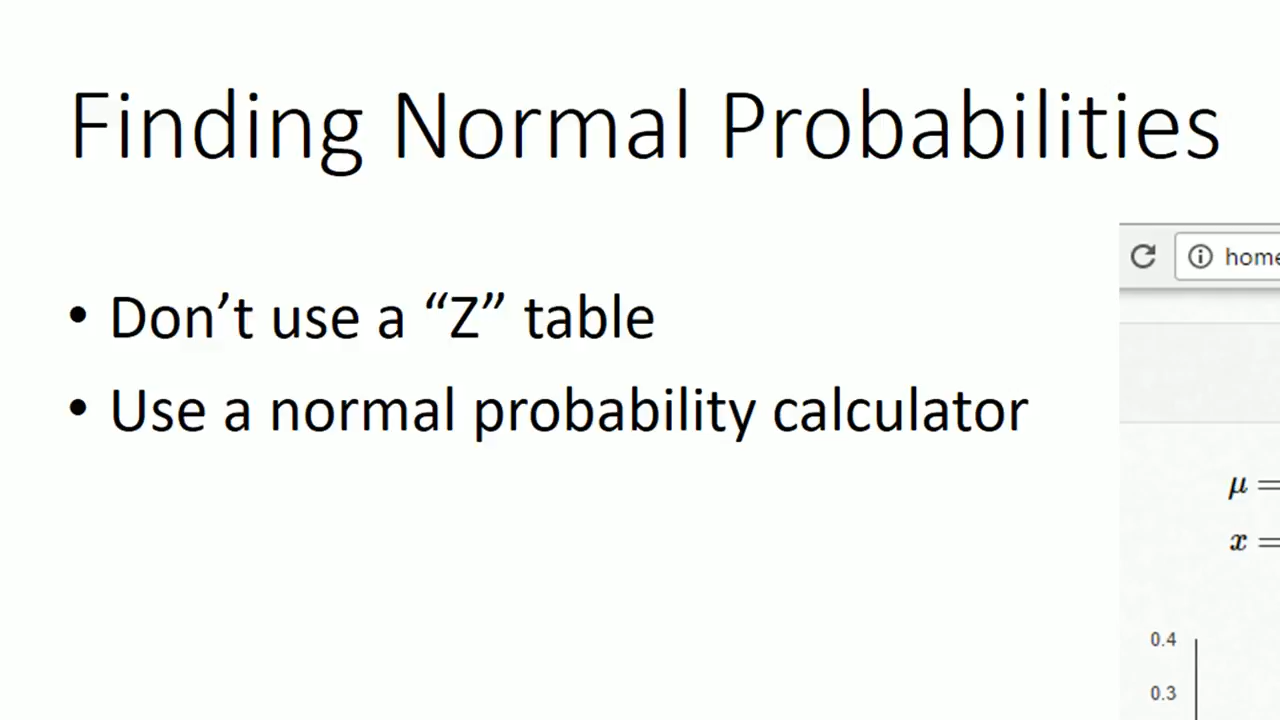 Finding Normal Probabilities
• Don’t use a “Z” table
• Use a normal probability calculator
home
μ =
x =
0.4
0.3